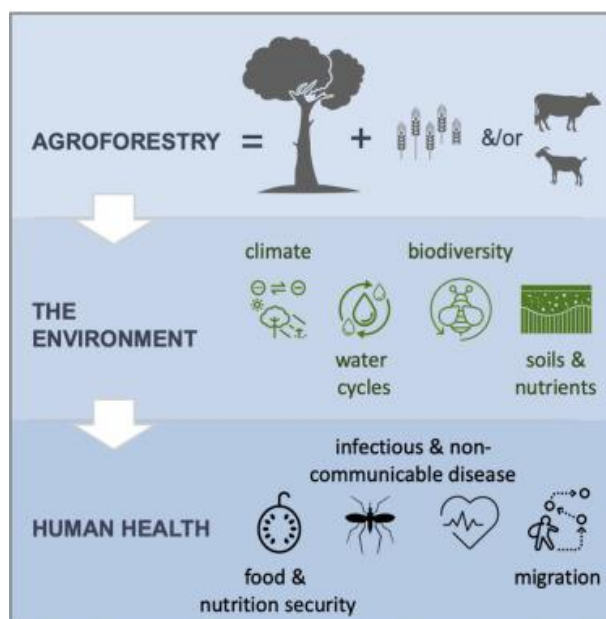 AGROFORESTRY = + &/or
climate
biodiversity
THE
ENVIRONMENT
water
cycles
soils &
nutrients
infectious & non-
communicable disease
HUMAN HEALTH
food &
nutrition security
migration